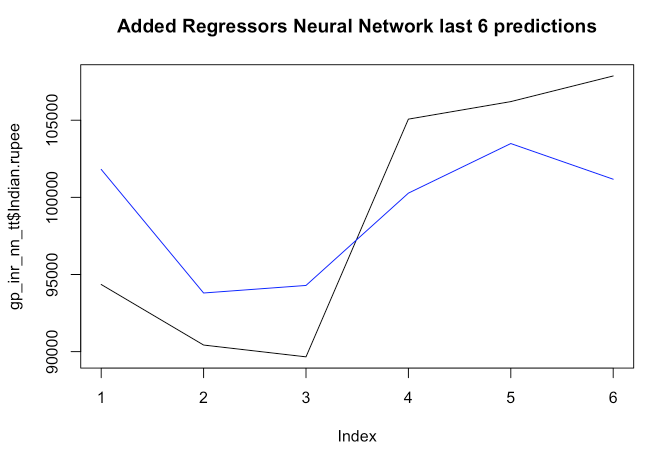 Added Regressors Neural Network last 6 predictions
gp_inr_nn_tt$Indian.rupee
105000
100000
95000
90000
1 2 3 4 5 6
Index